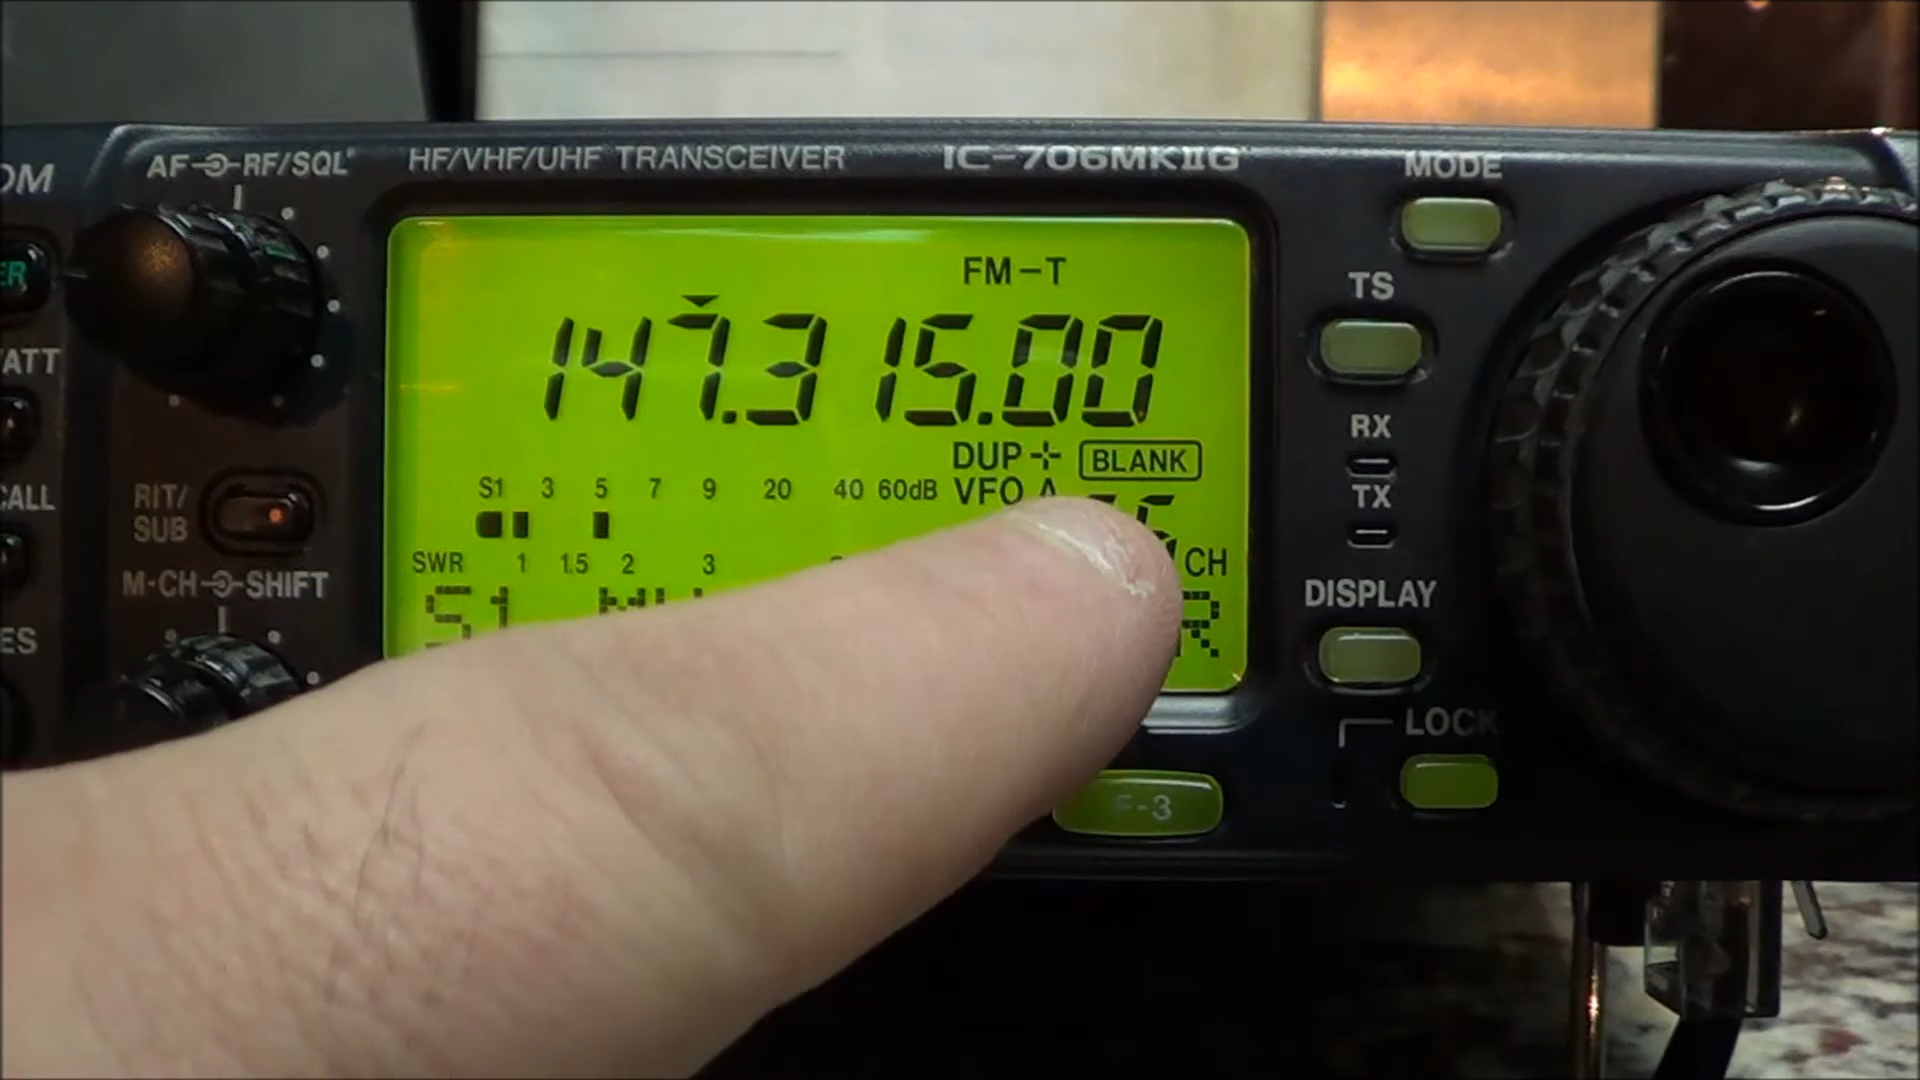 AF RF/SQL HF/VHF/UHF TRANSCEIVER IC-706MKIIG MODE
FM-T
TS
147.315.00
RX
DUP+ BLANK
S1 3 5 7 9 20 40 60dB VFO A
TX
RIT/
SUB
SWR 1 1.5 2 3 CH
M-CH SHIFT
DISPLAY
S1
LOCK
F-3